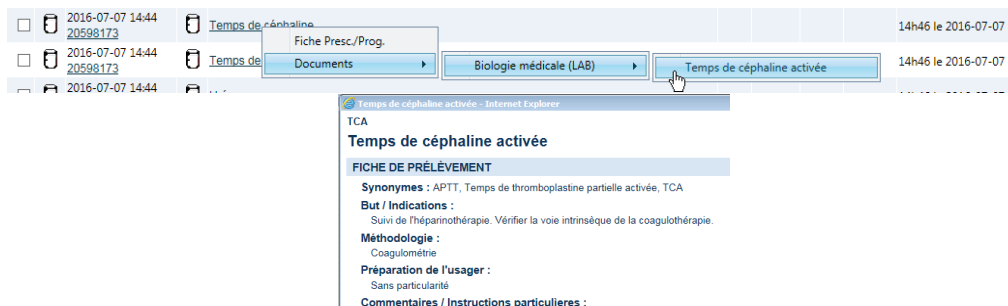 2016-07-07 14:44
20598173
Temps de céphaline
14h46 le 2016-07-07
Fiche Presc./Prog.
2016-07-07 14:44
20598173
Temps de
Documents
Biologie médicale (LAB)
Temps de céphaline activée
14h46 le 2016-07-07
2016-07-07 14:44
Temps de céphaline activée - Internet Explorer
TCA
Temps de céphaline activée
FICHE DE PRÉLÈVEMENT
Synonymes : APTT, Temps de thromboplastine partielle activée, TCA
But / Indications :
Suivi de l'héparinothérapie. Vérifier la voie intrinsèque de la coagulothérapie.
Méthodologie :
Coagulométrie
Préparation de l'usager :
Sans particularité
Commentaires / Instructions particulieres :